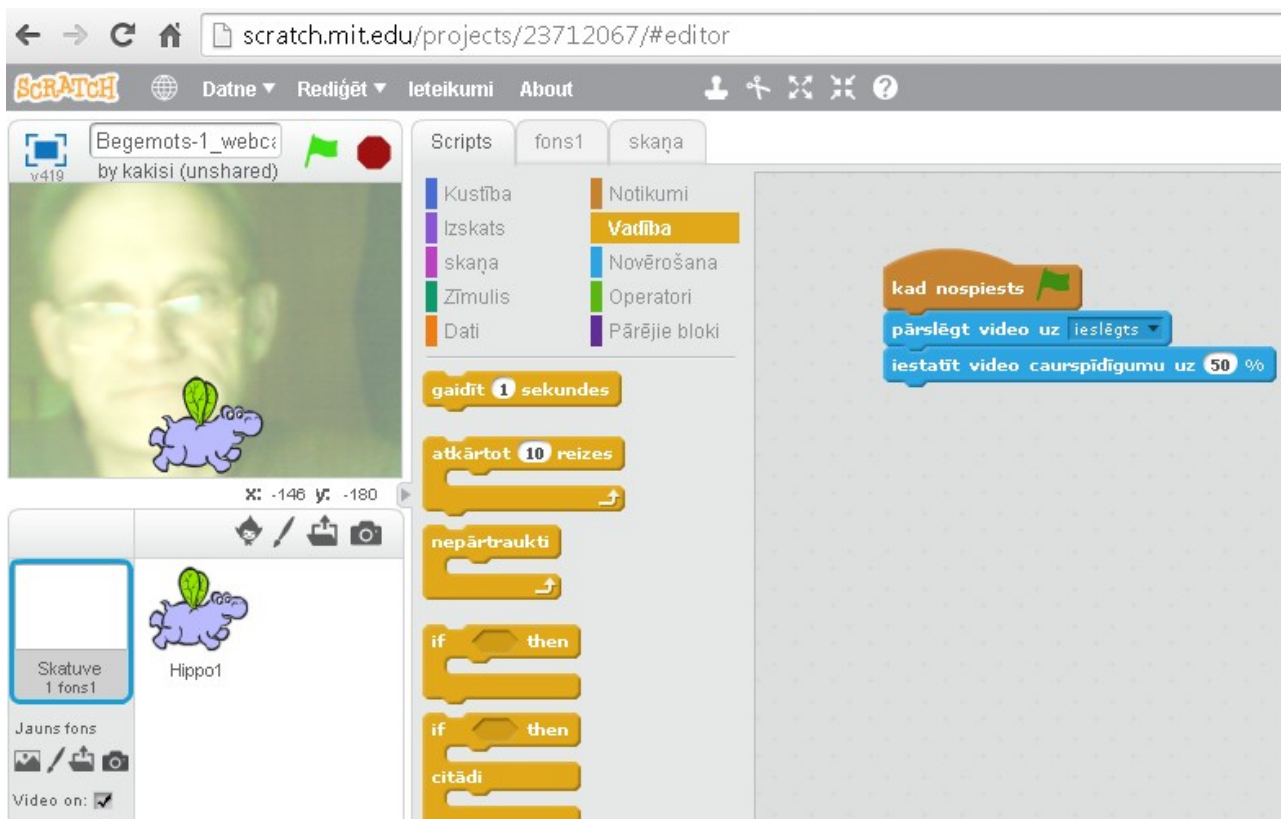 scratch.mit.edu/projects/23712067/#editor
SCRATCH Datne Rediģēt Ieteikumi About
v419
Begemots-1_webca
by kakisi (unshared)
Scripts fons1 skaņa
Kustība Notikumi
Izskats Vadība
skaņa Novērošana
Zīmulis Operatori
Dati Pārējie bloki
gaidīt 1 sekundes
atkārtot 10 reizes
nepārtraukti
if then
if then
citādi
kad nospiests
pārslēgt video uz ieslēgts
iestatīt video caurspīdīgumu uz 50 %
X: -146 y: -180
Skatuve
1 fons1
Hippo1
Jauns fons
Video on: